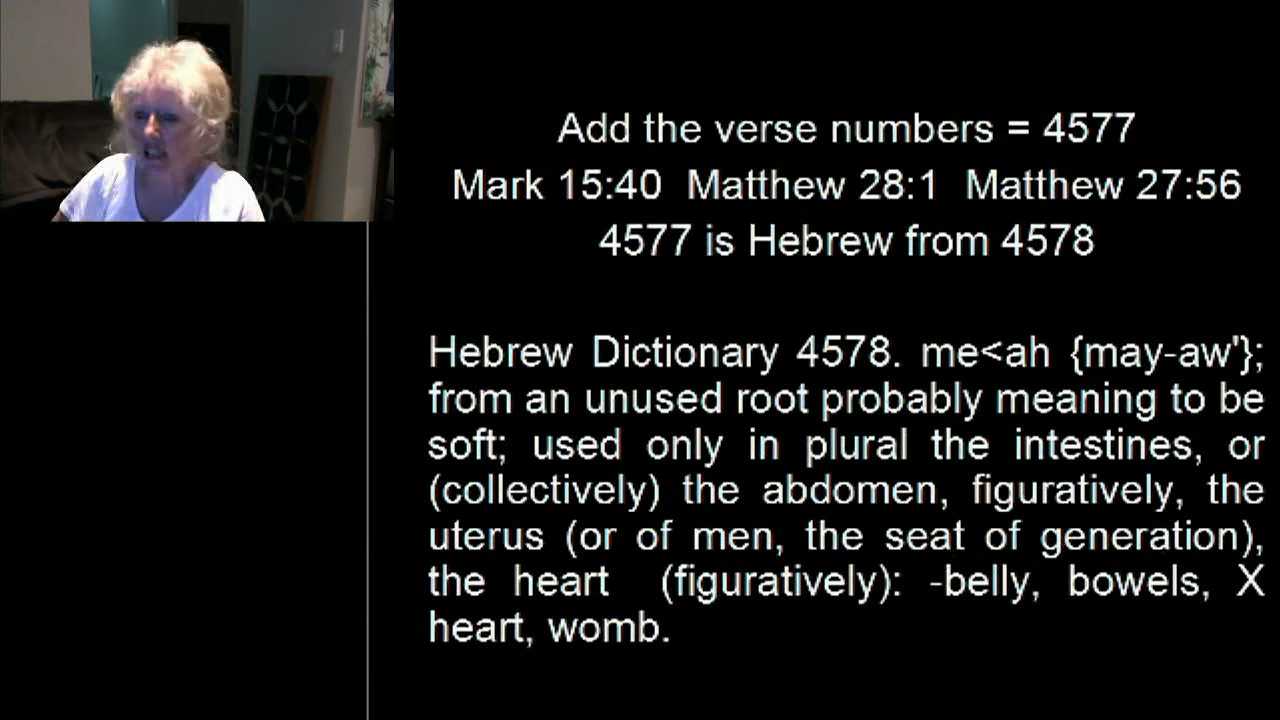 Add the verse numbers = 4577
Mark 15:40 Matthew 28:1 Matthew 27:56
4577 is Hebrew from 4578
Hebrew Dictionary 4578. me<ah {may-aw'};
from an unused root probably meaning to be
soft; used only in plural the intestines, or
(collectively) the abdomen, figuratively, the
uterus (or of men, the seat of generation),
the heart (figuratively): -belly, bowels, X
heart, womb.